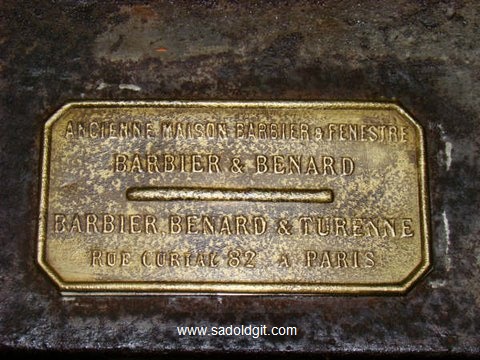 ANCIENNE MAISON BARBIER & FENESTRE
BARBIER & BENARD
BARBIER, BENARD & TURENNE
RUE CURIAL 82 A PARIS
www.sadoldgit.com